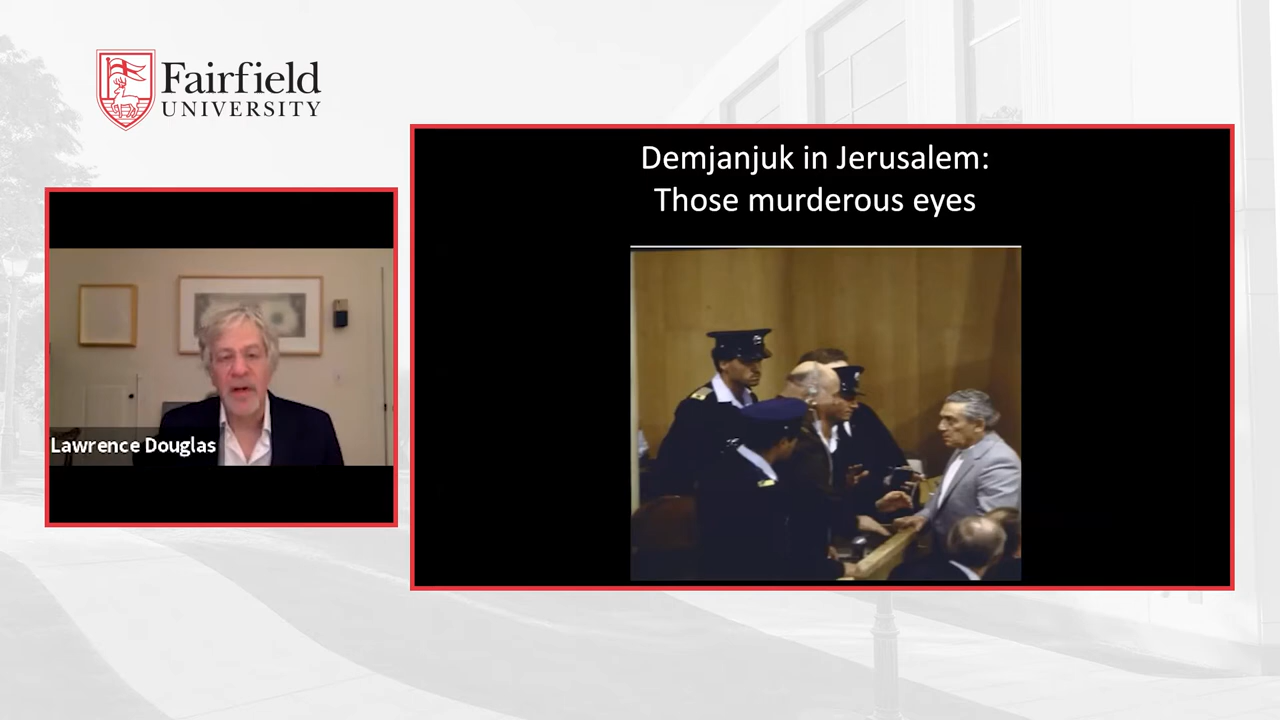 Fairfield
UNIVERSITY
Demjanjuk in Jerusalem:
Those murderous eyes
Lawrence Douglas